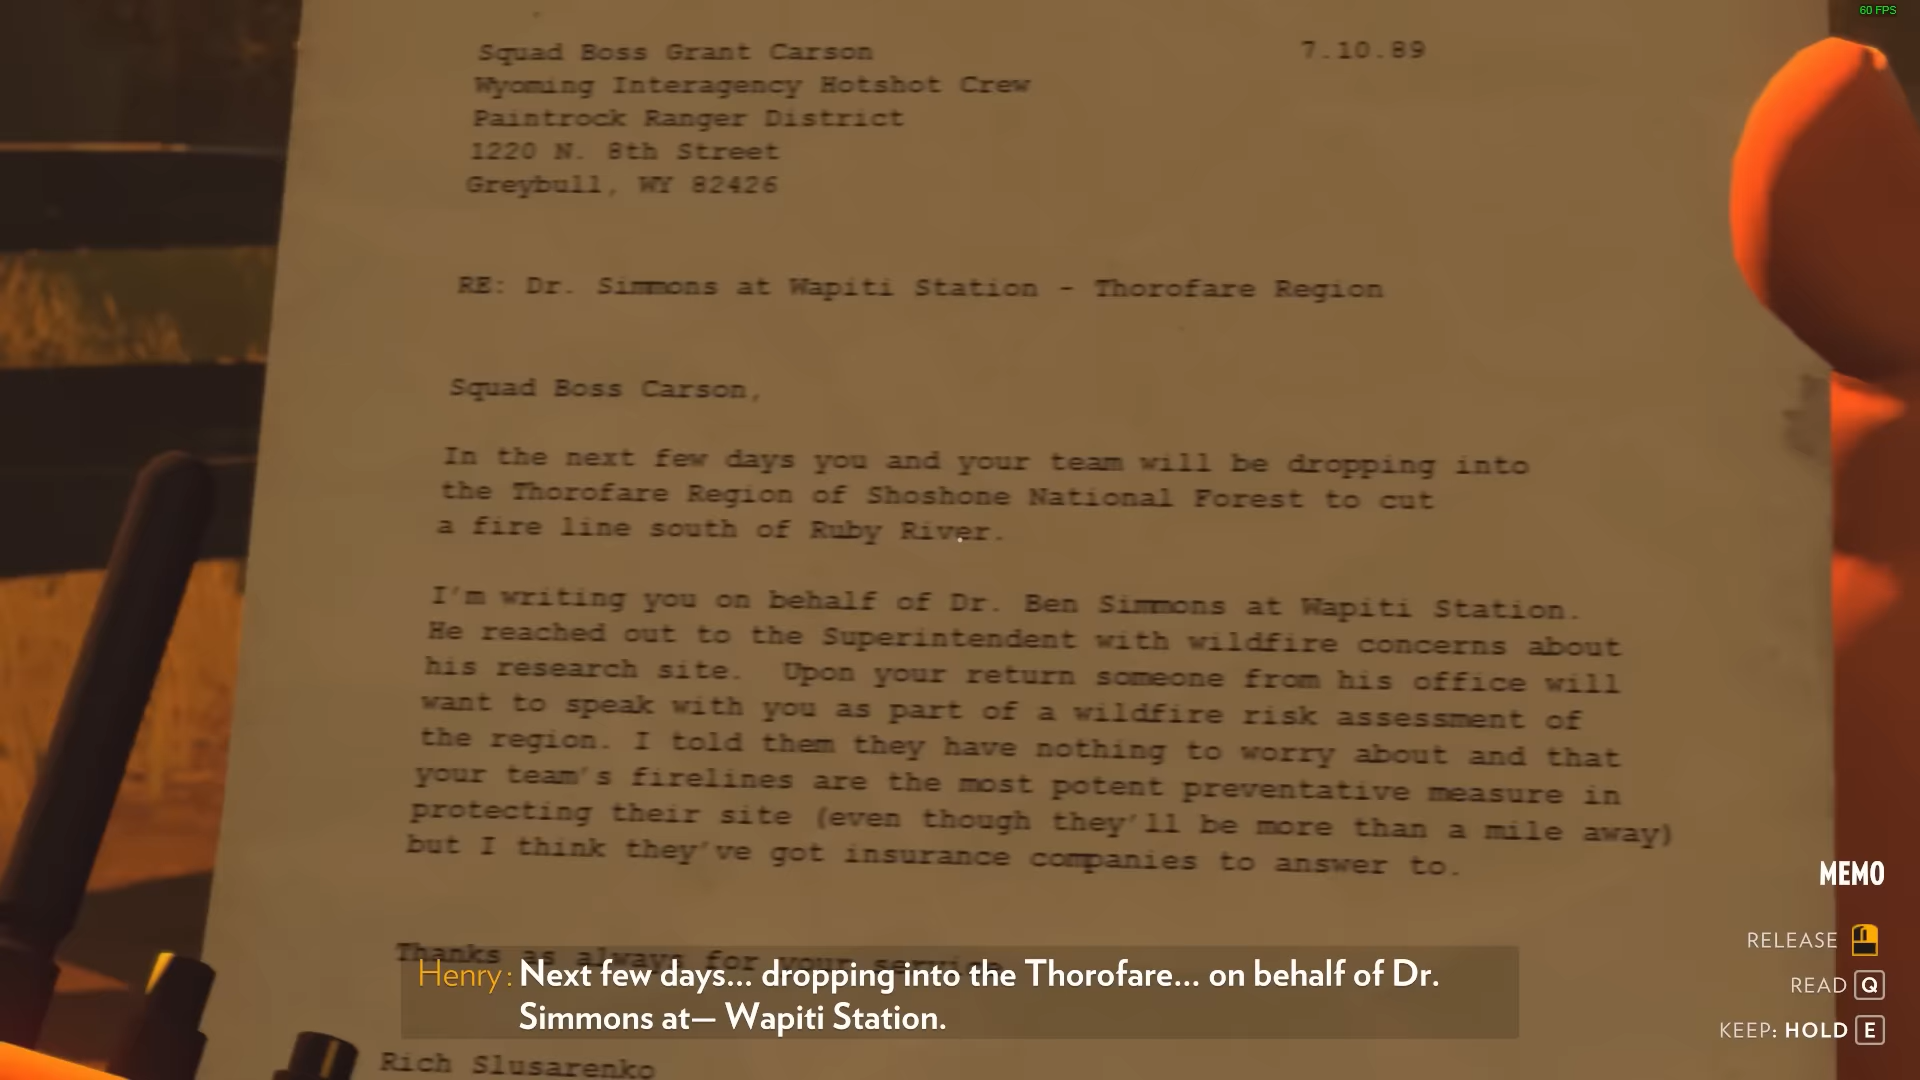 60 FPS
Squad Boss Grant Carson 7.10.89
Wyoming Interagency Hotshot Crew
Paintrock Ranger District
1220 N. 8th Street
Greybull, WY 82426
RE: Dr. Simmons at Wapiti Station - Thorofare Region
Squad Boss Carson,
In the next few days you and your team will be dropping into
the Thorofare Region of Shoshone National Forest to cut
a fire line south of Ruby River.
I'm writing you on behalf of Dr. Ben Simmons at Wapiti Station.
He reached out to the Superintendent with wildfire concerns about
his research site. Upon your return someone from his office will
want to speak with you as part of a wildfire risk assessment of
the region. I told them they have nothing to worry about and that
your team's firelines are the most potent preventative measure in
protecting their site (even though they'll be more than a mile away)
but I think they've got insurance companies to answer to.
Thanks as always for your service
Henry: Next few days... dropping into the Thorofare... on behalf of Dr.
Simmons at— Wapiti Station.
Rich Slusarenko
MEMO
RELEASE
READ Q
KEEP: HOLD E